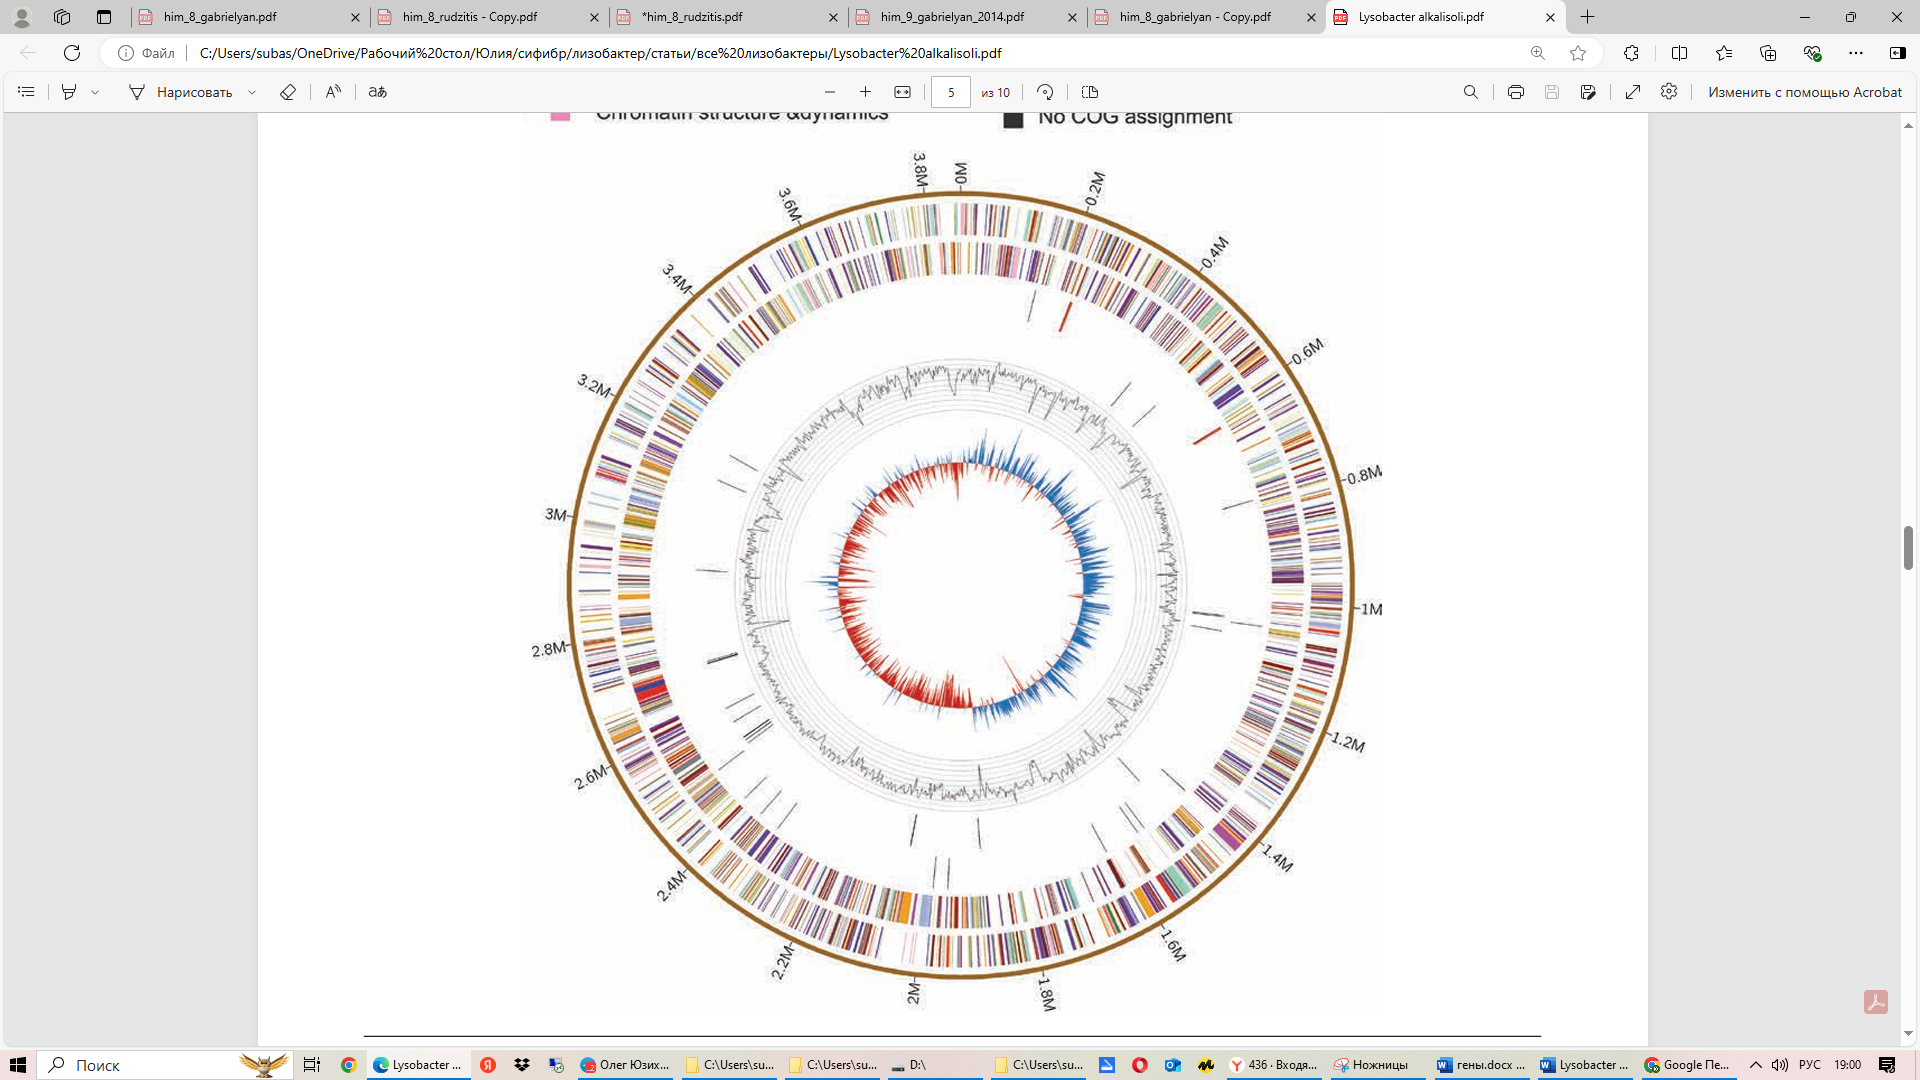 him_8_gabrielyan.pdf
him_8_rudzitis - Copy.pdf
*him_8_rudzitis.pdf
him_9_gabrielyan_2014.pdf
him_8_gabrielyan - Copy.pdf
Lysobacter alkalisoli.pdf
Файл
C:/Users/subas/OneDrive/Рабочий%20стол/Юлия/сифибр/лизобактер/статьи/все%20лизобактеры/Lysobacter%20alkalisoli.pdf
Нарисовать
аあ
5
из 10
Изменить с помощью Acrobat
Chromatin structure &dynamics
No COG assignment
0M
0.2M
0.4M
0.6M
0.8M
1M
1.2M
1.4M
1.6M
1.8M
2M
2.2M
2.4M
2.6M
2.8M
3M
3.2M
3.4M
3.6M
3.8M
Поиск
Lysobacter ...
Олег Юзих...
C:\Users\su...
C:\Users\su...
D:\
C:\Users\su...
436 · Входя...
Ножницы
гены.docx ...
Lysobacter ...
Google Пе...
РУС
19:00